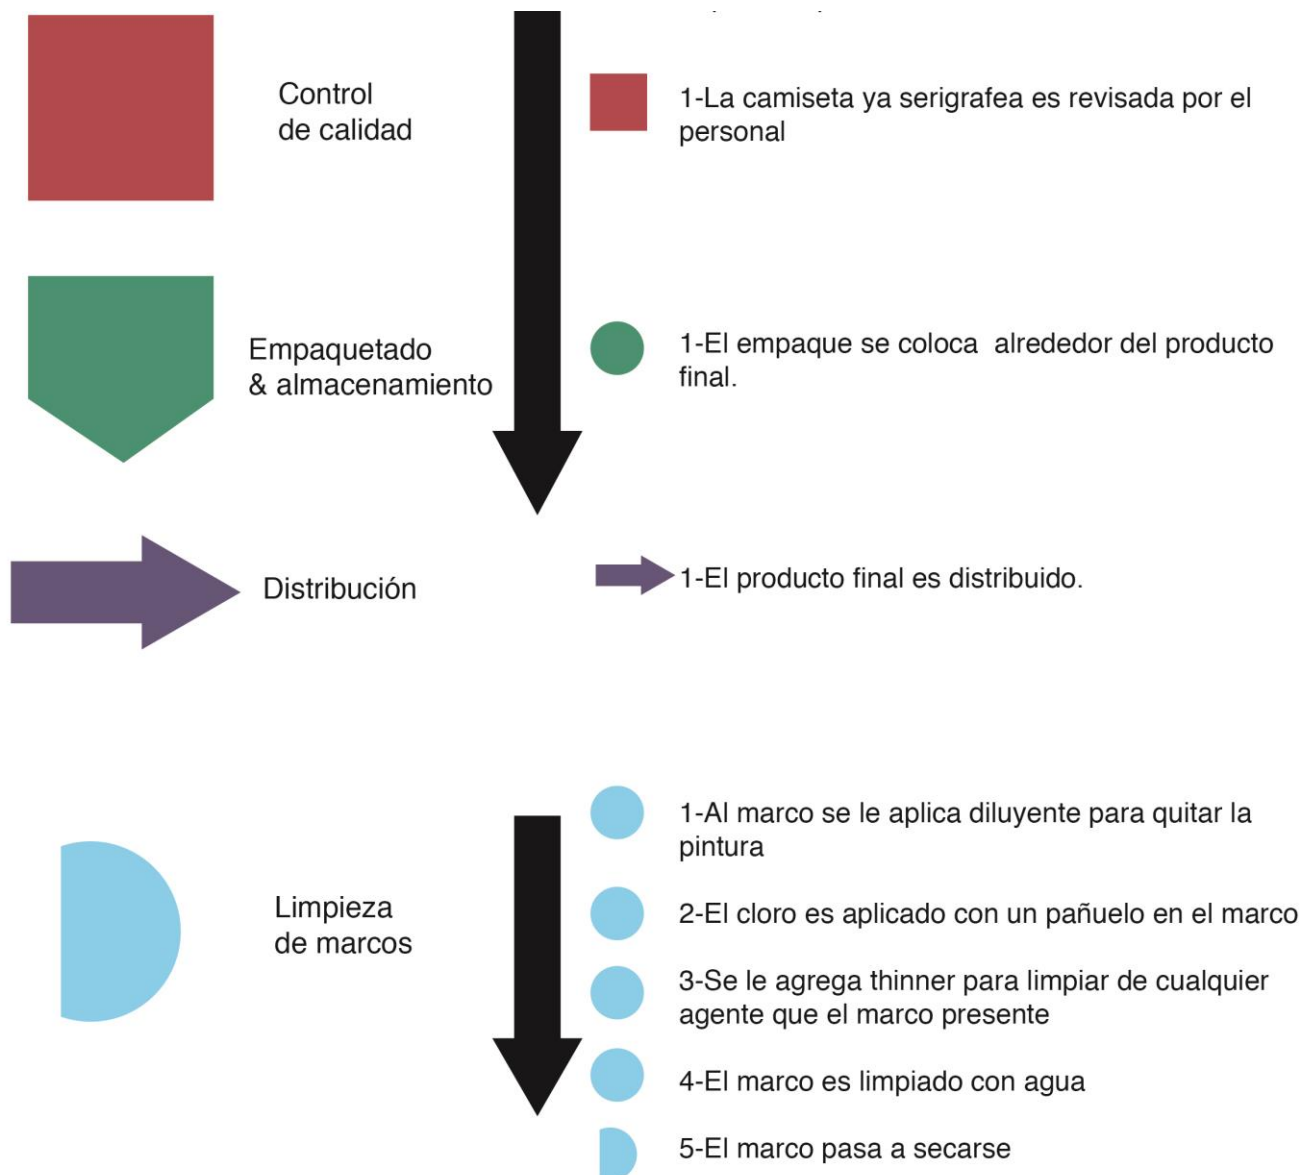 Control
de calidad
1-La camiseta ya serigrafea es revisada por el
personal
Empaquetado
& almacenamiento
1-El empaque se coloca  alrededor del producto
final.
Distribución
1-El producto final es distribuido.
Limpieza
de marcos
1-Al marco se le aplica diluyente para quitar la
pintura
2-El cloro es aplicado con un pañuelo en el marco
3-Se le agrega thinner para limpiar de cualquier
agente que el marco presente
4-El marco es limpiado con agua
5-El marco pasa a secarse